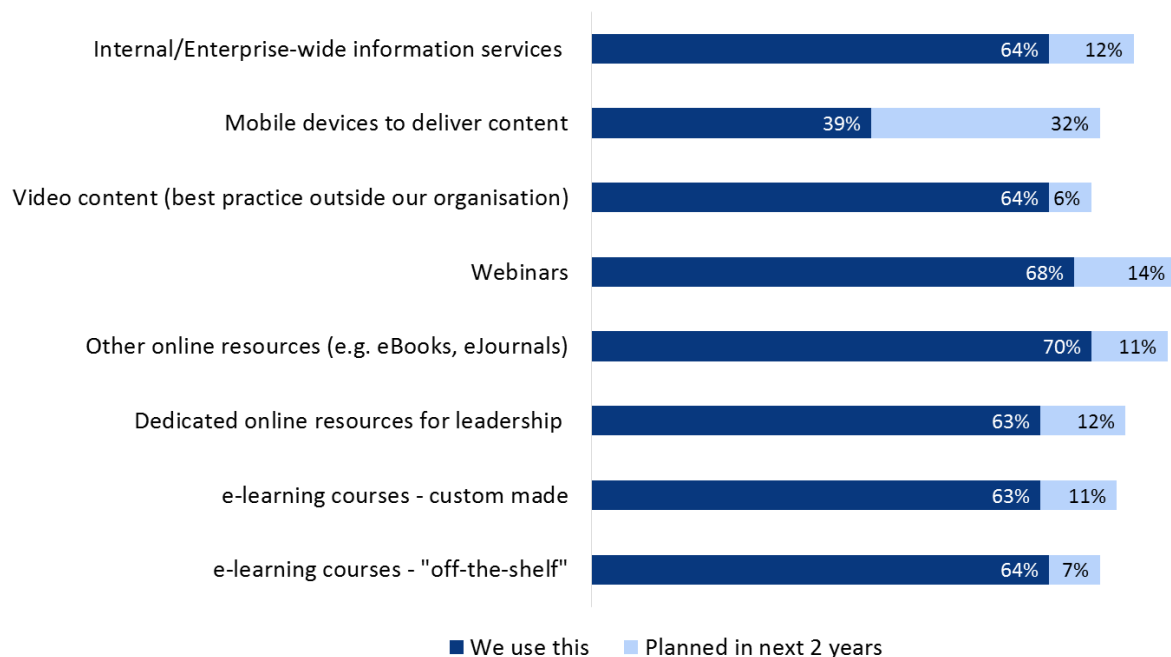 Internal/Enterprise-wide information services 64% 12%
Mobile devices to deliver content 39% 32%
Video content (best practice outside our organisation) 64% 6%
Webinars 68% 14%
Other online resources (e.g. eBooks, eJournals) 70% 11%
Dedicated online resources for leadership 63% 12%
e-learning courses - custom made 63% 11%
e-learning courses - "off-the-shelf" 64% 7%
We use this Planned in next 2 years